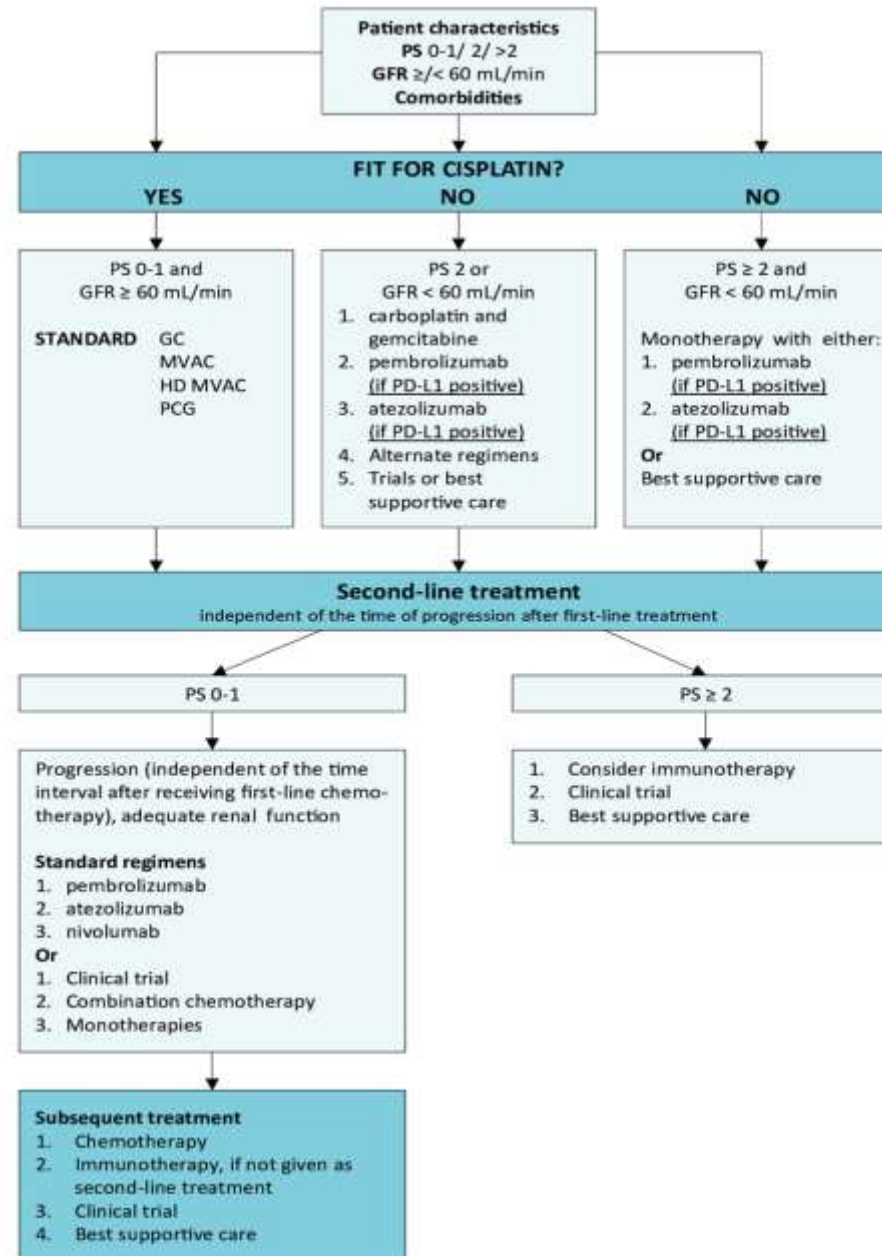 Patient characteristics
PS 0-1/ 2/ >2
GFR ≥/< 60 mL/min
Comorbidities
FIT FOR CISPLATIN?
YES
NO
NO
PS 0-1 and
GFR ≥ 60 mL/min
STANDARD GC
MVAC
HD MVAC
PCG
PS 2 or
GFR < 60 mL/min
1. carboplatin and
gemcitabine
2. pembrolizumab
(if PD-L1 positive)
3. atezolizumab
(if PD-L1 positive)
4. Alternate regimens
5. Trials or best
supportive care
PS ≥ 2 and
GFR < 60 mL/min
Monotherapy with either:
1. pembrolizumab
(if PD-L1 positive)
2. atezolizumab
(if PD-L1 positive)
Or
Best supportive care
Second-line treatment
independent of the time of progression after first-line treatment
PS 0-1
Progression (independent of the time
interval after receiving first-line chemo-
therapy), adequate renal function
Standard regimens
1. pembrolizumab
2. atezolizumab
3. nivolumab
Or
1. Clinical trial
2. Combination chemotherapy
3. Monotherapies
PS ≥ 2
1. Consider immunotherapy
2. Clinical trial
3. Best supportive care
Subsequent treatment
1. Chemotherapy
2. Immunotherapy, if not given as
second-line treatment
3. Clinical trial
4. Best supportive care